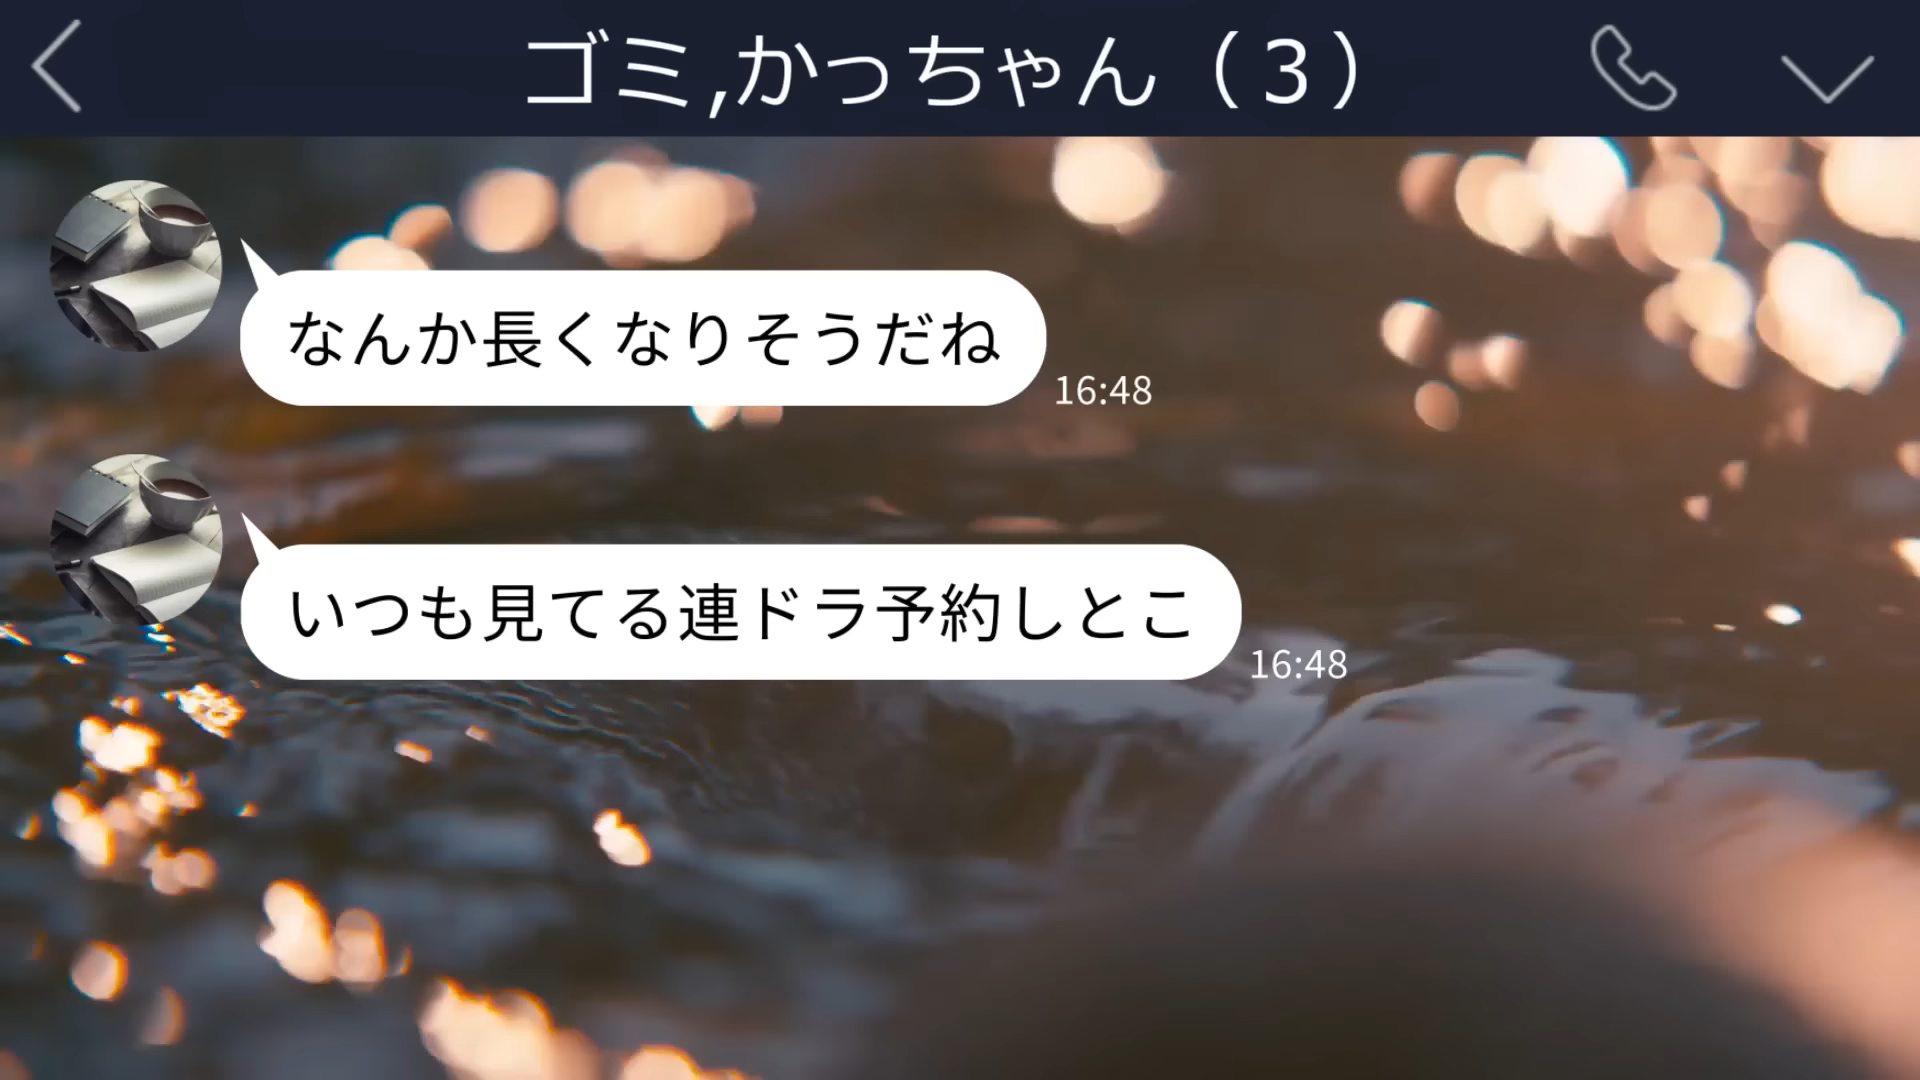 ゴミ,かっちゃん（3）
なんか長くなりそうだね
16:48
いつも見てる連ドラ予約しとこ
16:48